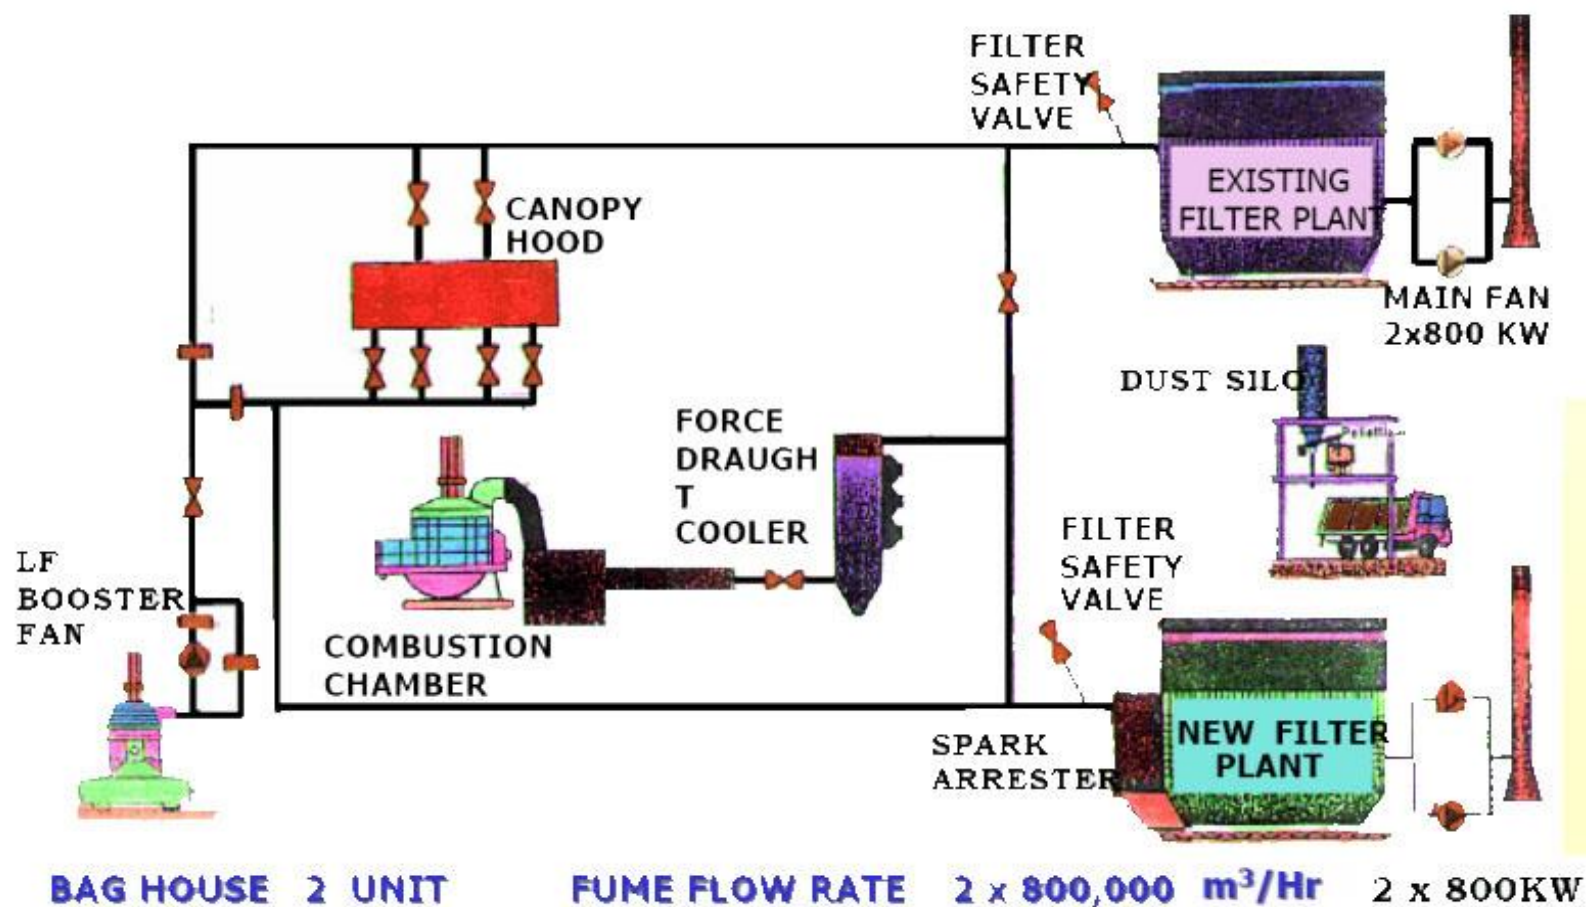 FILTER
SAFETY
VALVE
EXISTING
FILTER PLANT
CANOPY
HOOD
MAIN FAN
2x800 KW
DUST SILO
FORCE
DRAUGH
T
COOLER
FILTER
SAFETY
VALVE
LF
BOOSTER
FAN
COMBUSTION
CHAMBER
NEW FILTER
PLANT
SPARK
ARRESTER
BAG HOUSE 2 UNIT FUME FLOW RATE 2 x 800,000 m³/Hr 2 x 800KW